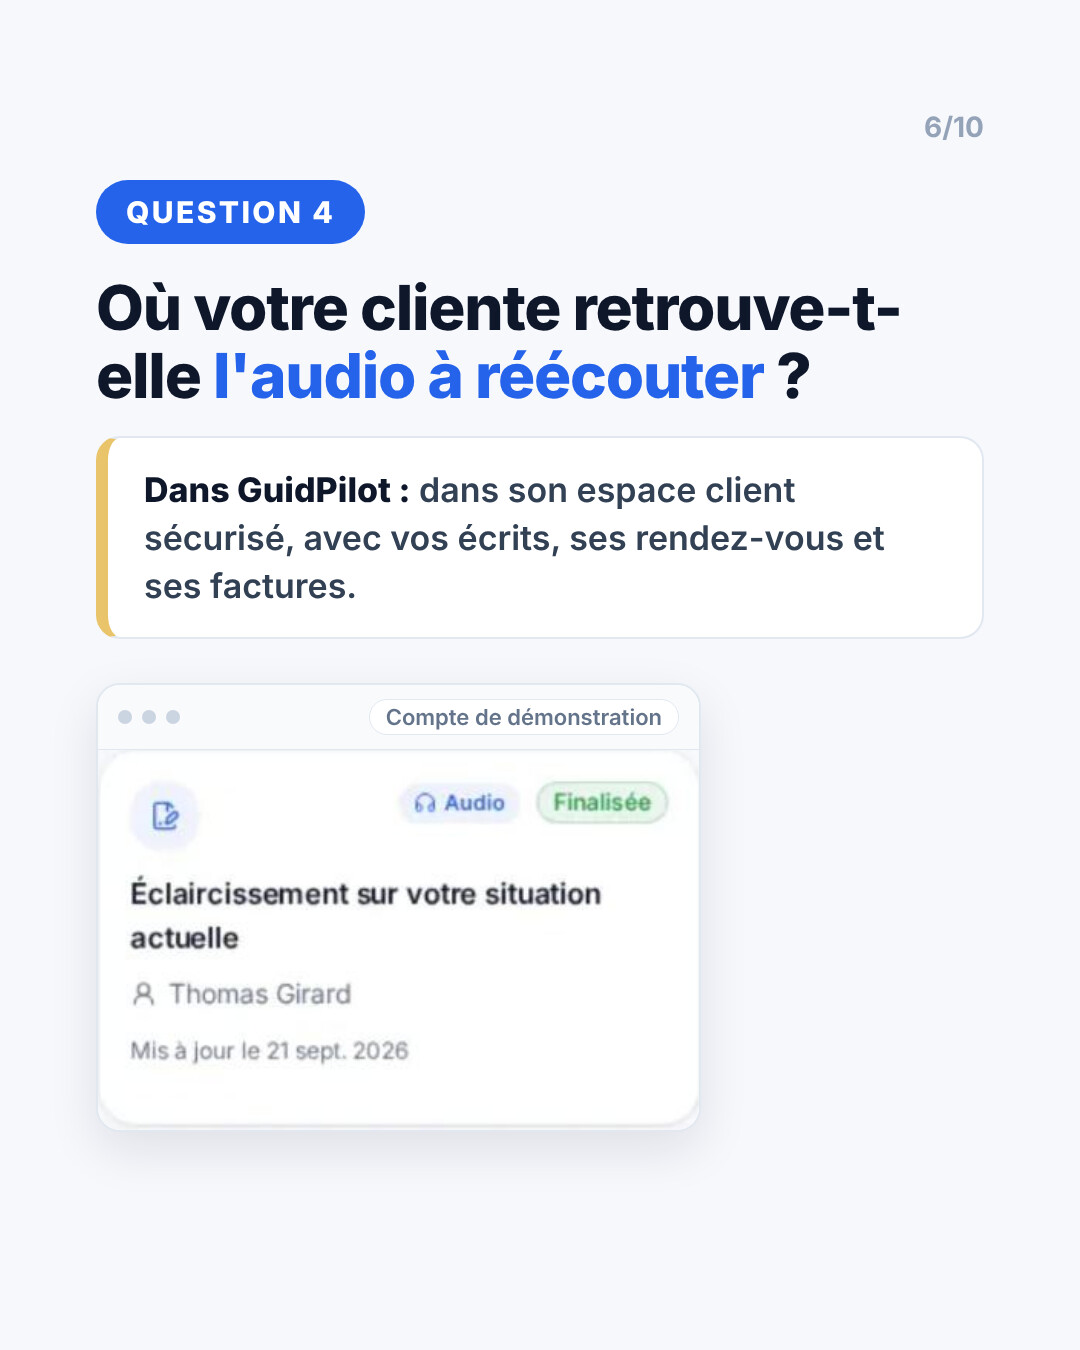 6/10
QUESTION 4
Où votre cliente retrouve-t-
elle l'audio à réécouter ?
Dans GuidPilot : dans son espace client
sécurisé, avec vos écrits, ses rendez-vous et
ses factures.
Compte de démonstration
Audio
Finalisée
Éclaircissement sur votre situation
actuelle
Thomas Girard
Mis à jour le 21 sept. 2026